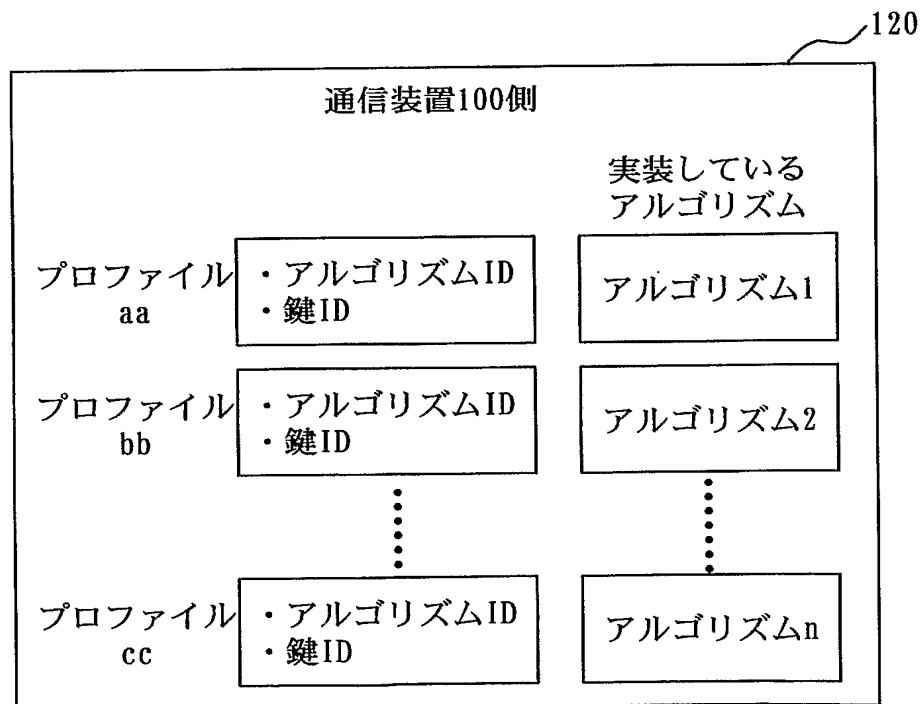 120
通信装置100側
実装している
アルゴリズム
プロファイル
aa
・アルゴリズムID
・鍵ID
アルゴリズム1
プロファイル
bb
・アルゴリズムID
・鍵ID
アルゴリズム2
プロファイル
cc
・アルゴリズムID
・鍵ID
アルゴリズムn